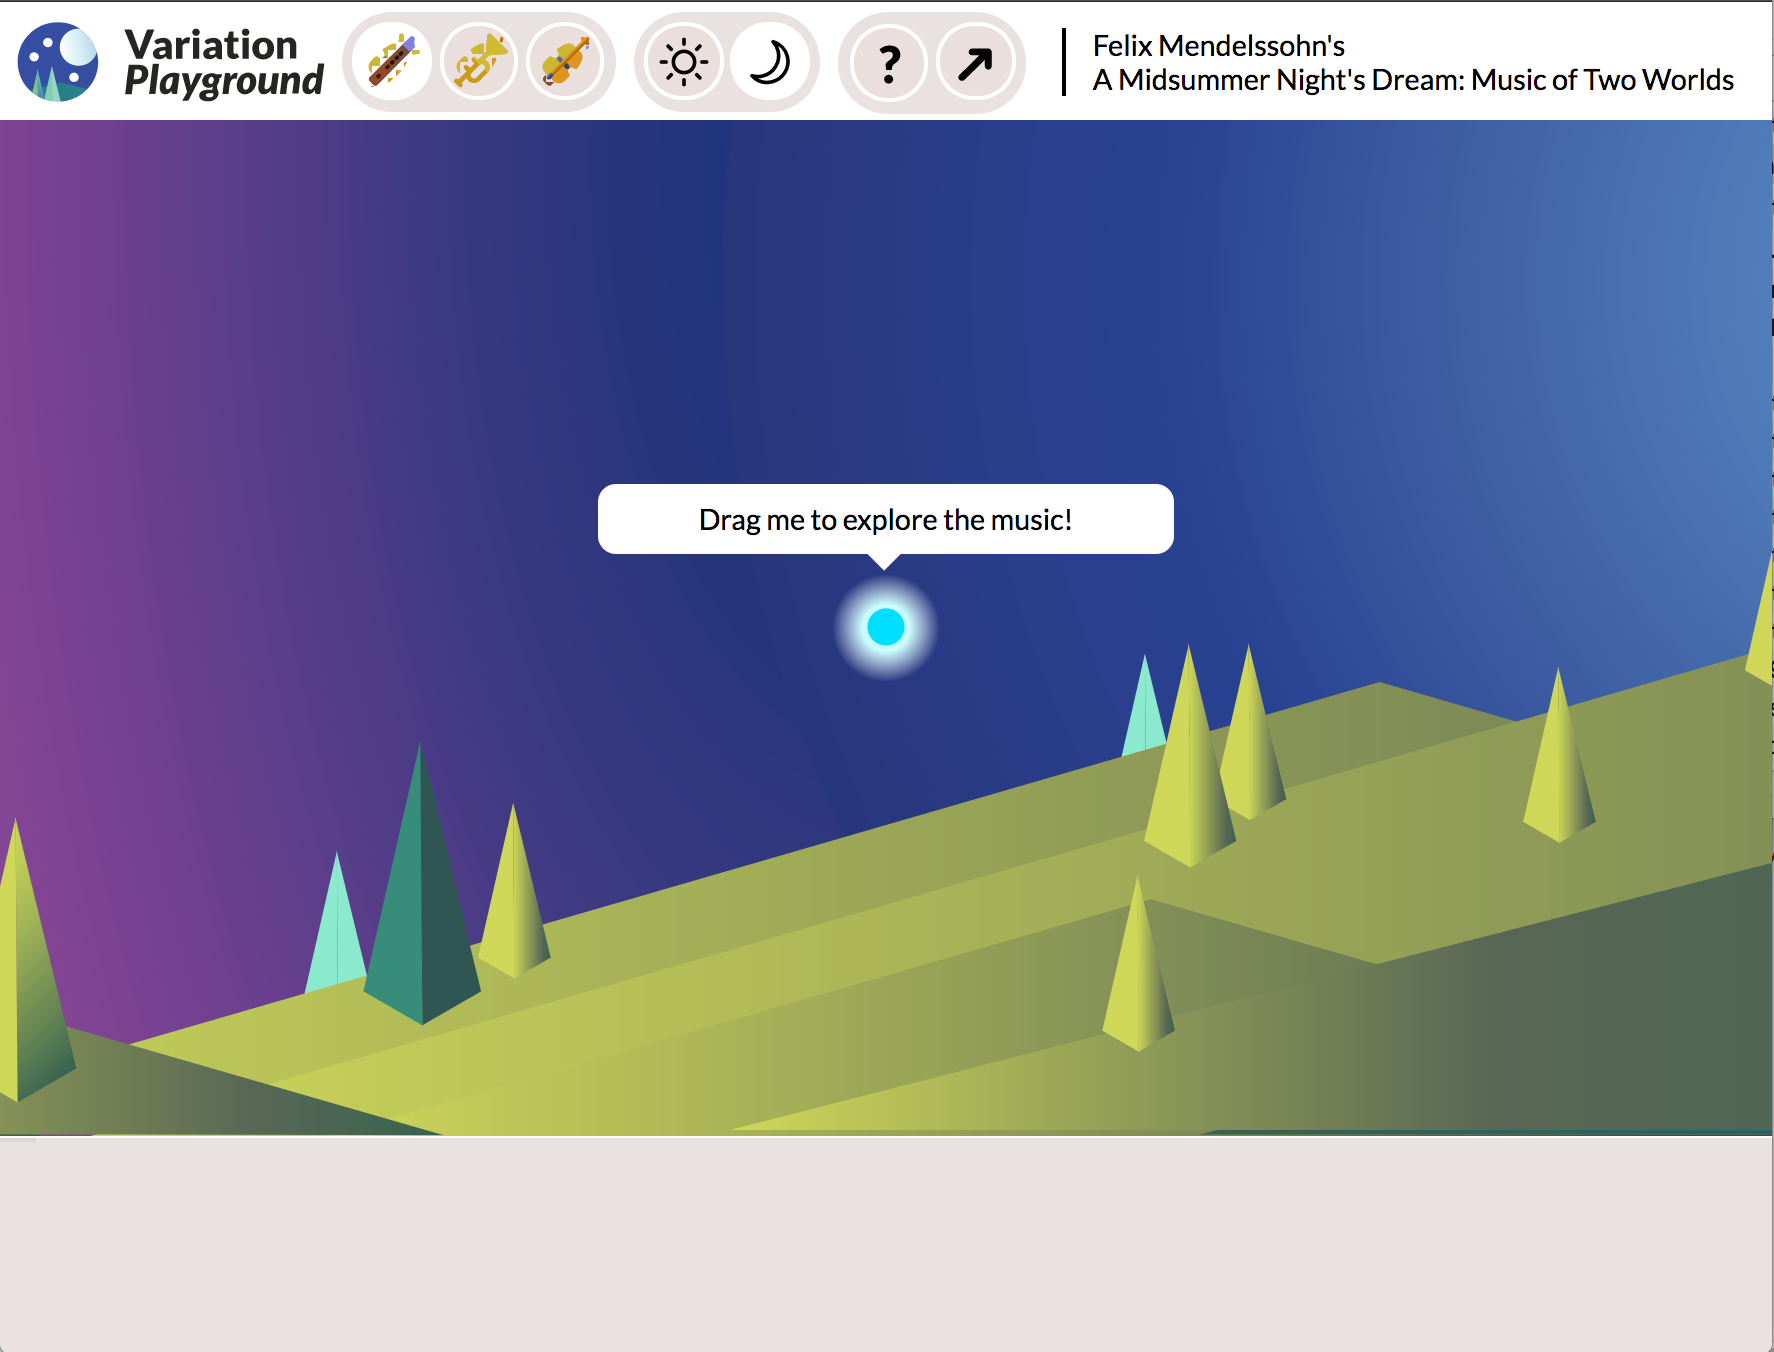 Variation
Playground
?
Felix Mendelssohn's
A Midsummer Night's Dream: Music of Two Worlds
Drag me to explore the music!